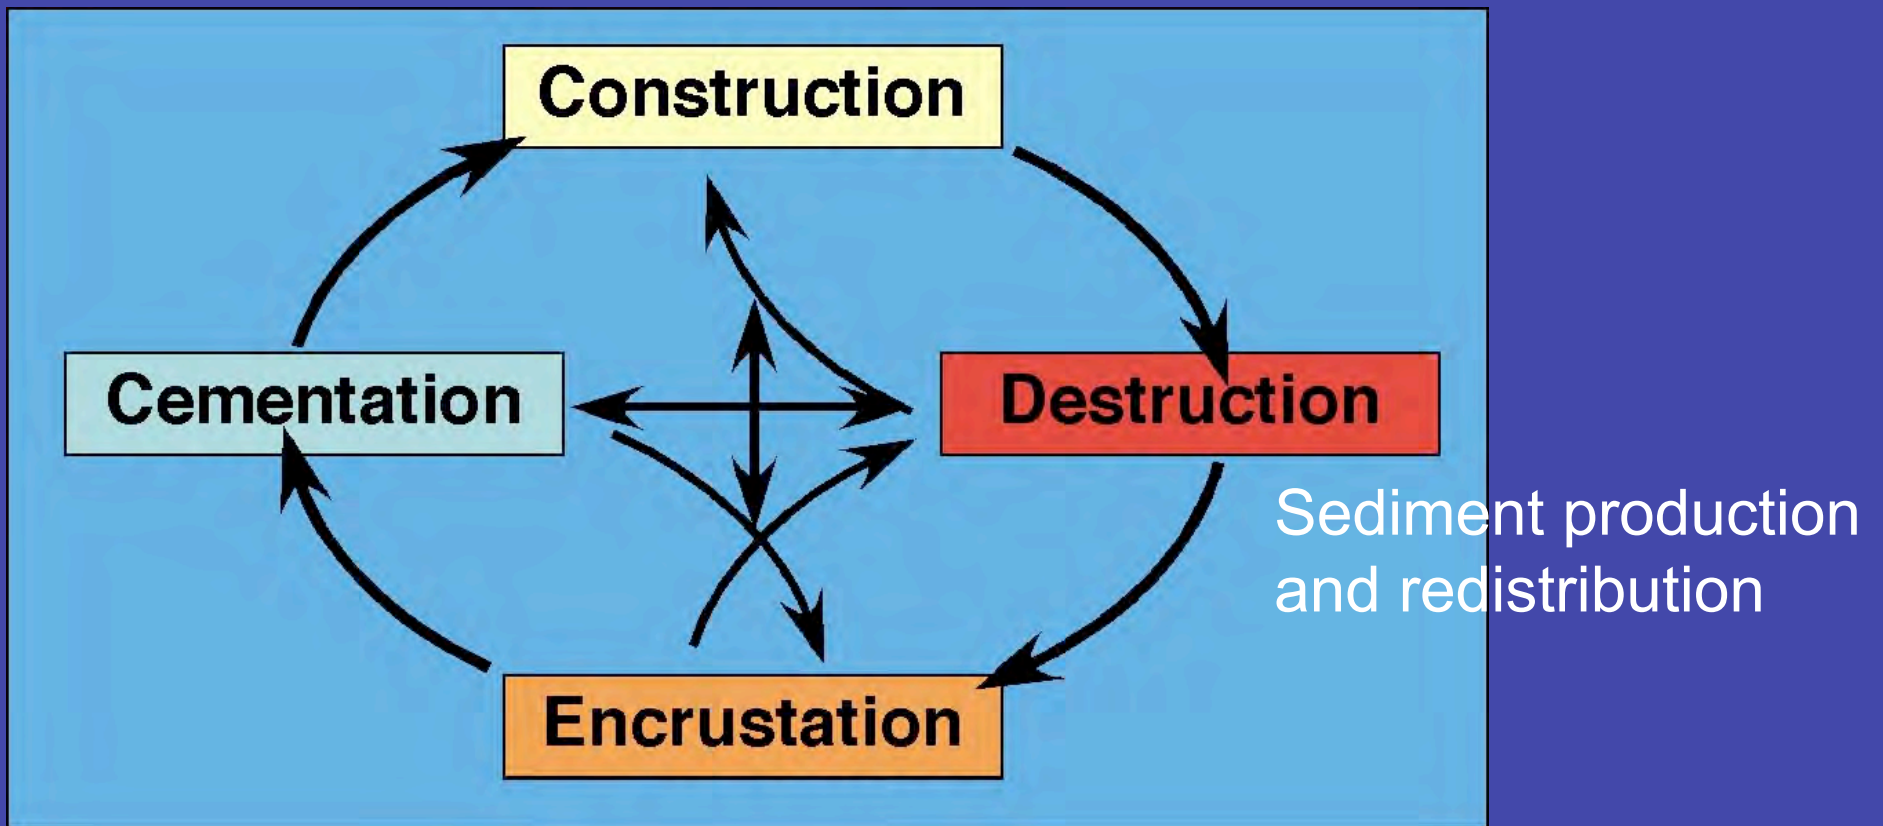 Construction
Cementation
Destruction
Sediment production
and redistribution
Encrustation